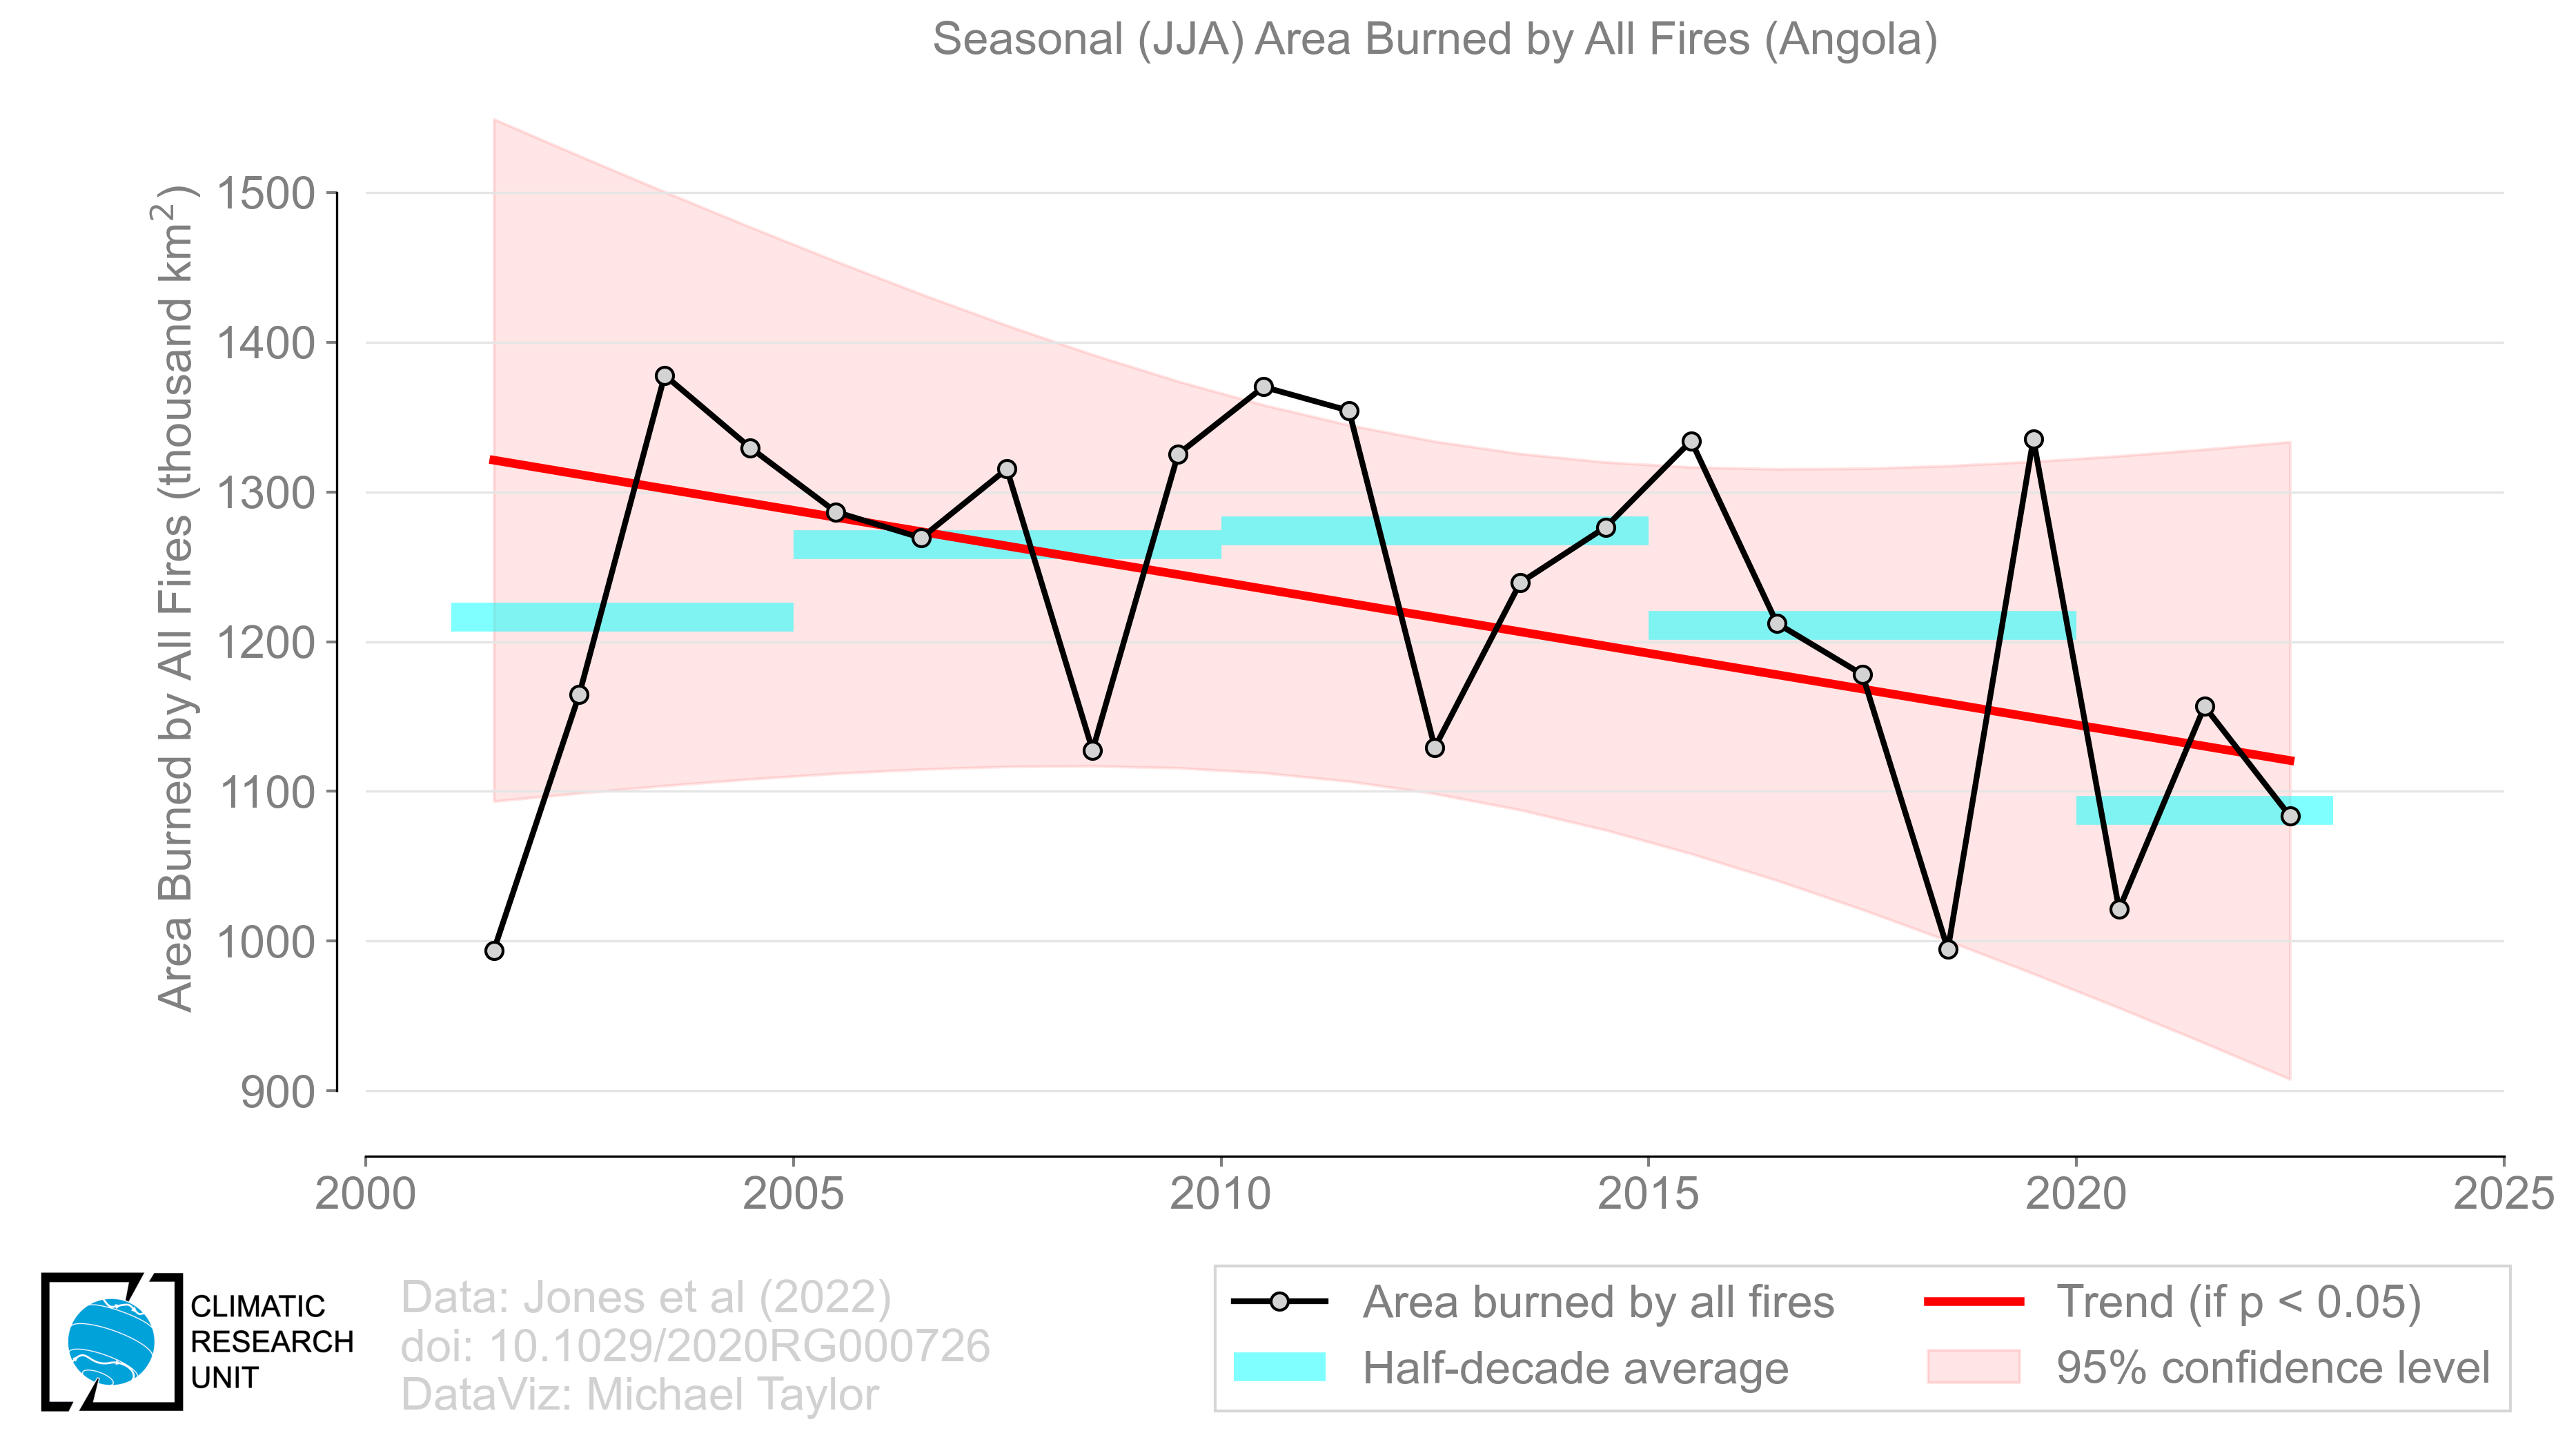 Seasonal (JJA) Area Burned by All Fires (Angola)
Area Burned by All Fires (thousand km²)
1500
1400
1300
1200
1100
1000
900
2000 2005 2010 2015 2020 2025
CLIMATIC
RESEARCH
UNIT
Data: Jones et al (2022)
doi: 10.1029/2020RG000726
DataViz: Michael Taylor
Area burned by all fires
Half-decade average
Trend (if p < 0.05)
95% confidence level